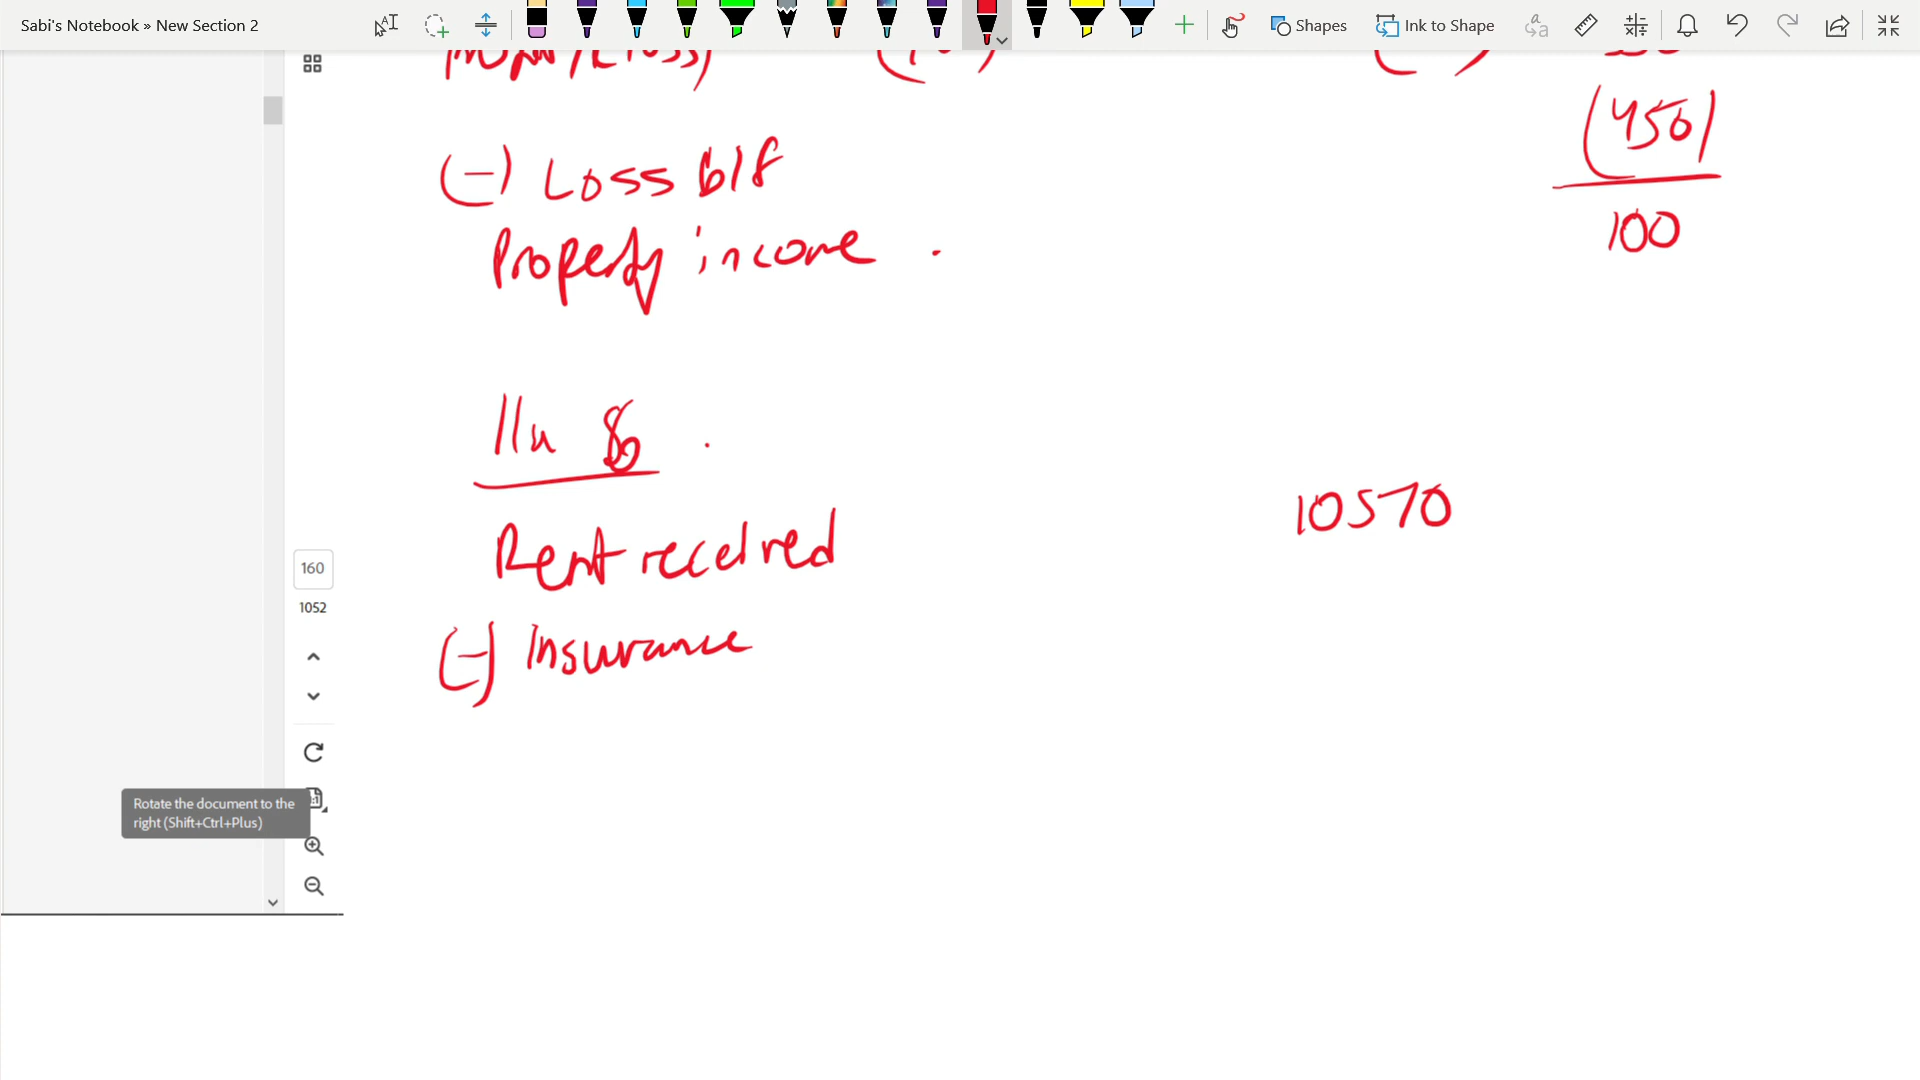 Sabi's Notebook » New Section 2
Shapes
Ink to Shape
(450)
(-) Loss b/f
Property income .
100
Illu 8 .
10570
Rent received
(-) Insurance
160
1052
Rotate the document to the
right (Shift+Ctrl+Plus)